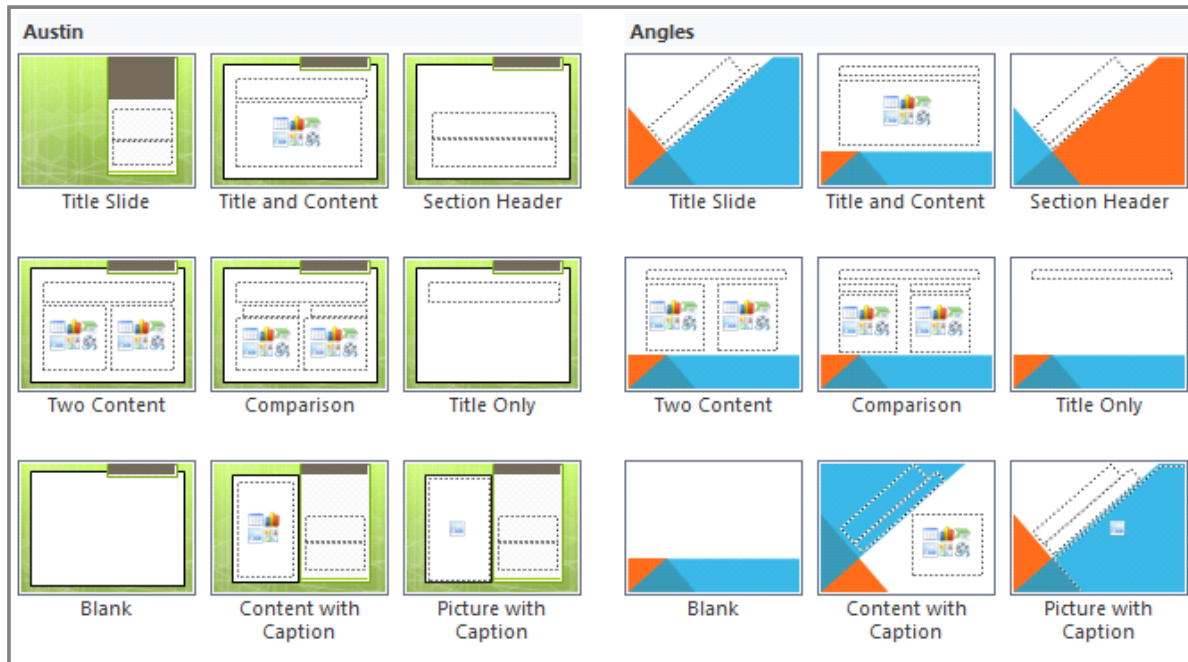 Austin
Title Slide
Title and Content
Section Header
Two Content
Comparison
Title Only
Blank
Content with
Caption
Picture with
Caption
Angles
Title Slide
Title and Content
Section Header
Two Content
Comparison
Title Only
Blank
Content with
Caption
Picture with
Caption